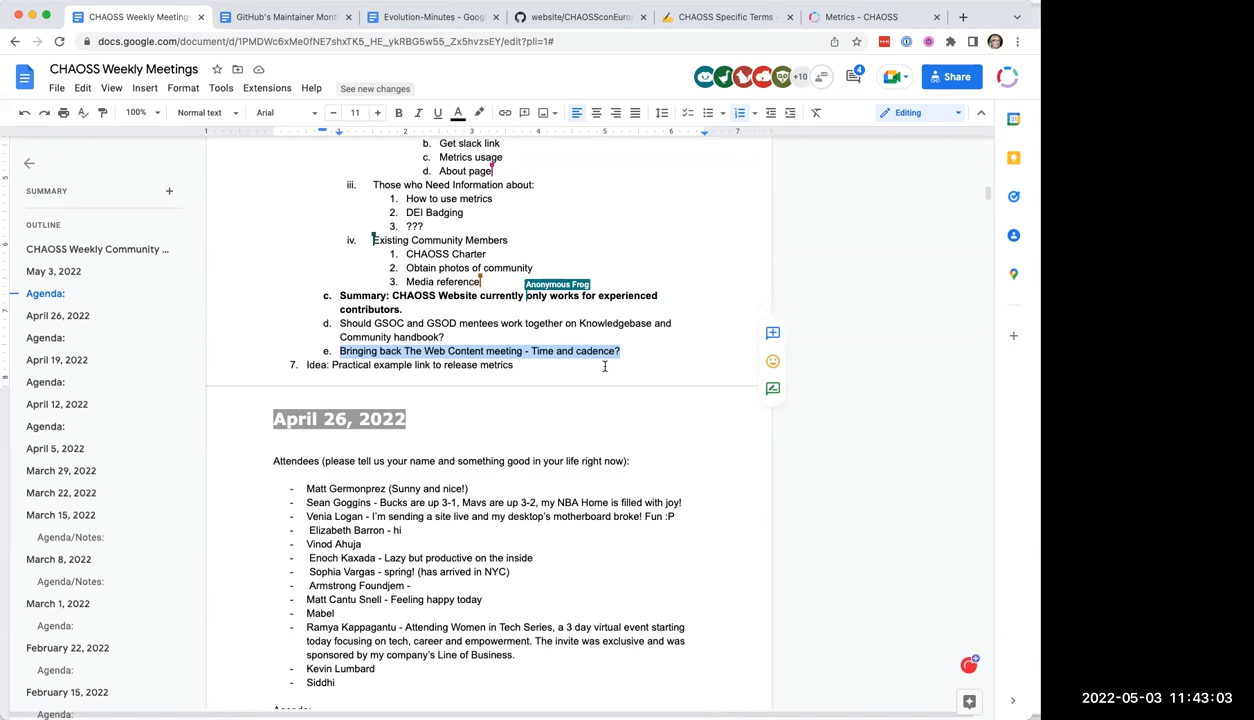 CHAOSS Weekly Meetings
GitHub's Maintainer Mont
Evolution-Minutes - Goog
website/CHAOSSconEurop
CHAOSS Specific Terms -
Metrics - CHAOSS
docs.google.com/document/d/1PMDWc6xMe0fNE7shxTK5_HE_ykRBG5w55_Zx5hvzsEY/edit?pli=1#
CHAOSS Weekly Meetings
File Edit View Insert Format Tools Extensions Help
See new changes
+10
4
Share
100%
Normal text
Arial
11
B I U A
Editing
1 1 2 3 4 5 6 7
SUMMARY
OUTLINE
CHAOSS Weekly Community ...
May 3, 2022
Agenda:
April 26, 2022
Agenda:
April 19, 2022
Agenda:
April 12, 2022
Agenda:
April 5, 2022
March 29, 2022
March 22, 2022
March 15, 2022
Agenda/Notes:
March 8, 2022
Agenda/Notes:
March 1, 2022
Agenda:
February 22, 2022
Agenda:
February 15, 2022
Agenda:
b. Get slack link
c. Metrics usage
d. About page
iii. Those who Need Information about:
1. How to use metrics
2. DEI Badging
3. ???
iv. Existing Community Members
1. CHAOSS Charter
2. Obtain photos of community
3. Media reference
Anonymous Frog
c. Summary: CHAOSS Website currently only works for experienced
contributors.
d. Should GSOC and GSOD mentees work together on Knowledgebase and
Community handbook?
e. Bringing back The Web Content meeting - Time and cadence?
7. Idea: Practical example link to release metrics
April 26, 2022
Attendees (please tell us your name and something good in your life right now):
- Matt Germonprez (Sunny and nice!)
- Sean Goggins - Bucks are up 3-1, Mavs are up 3-2, my NBA Home is filled with joy!
- Venia Logan - I'm sending a site live and my desktop's motherboard broke! Fun :P
- Elizabeth Barron - hi
- Vinod Ahuja
- Enoch Kaxada - Lazy but productive on the inside
- Sophia Vargas - spring! (has arrived in NYC)
- Armstrong Foundjem -
- Matt Cantu Snell - Feeling happy today
- Mabel
- Ramya Kappagantu - Attending Women in Tech Series, a 3 day virtual event starting
today focusing on tech, career and empowerment. The invite was exclusive and was
sponsored by my company's Line of Business.
- Kevin Lumbard
- Siddhi
Agenda:
2022-05-03 11:43:03